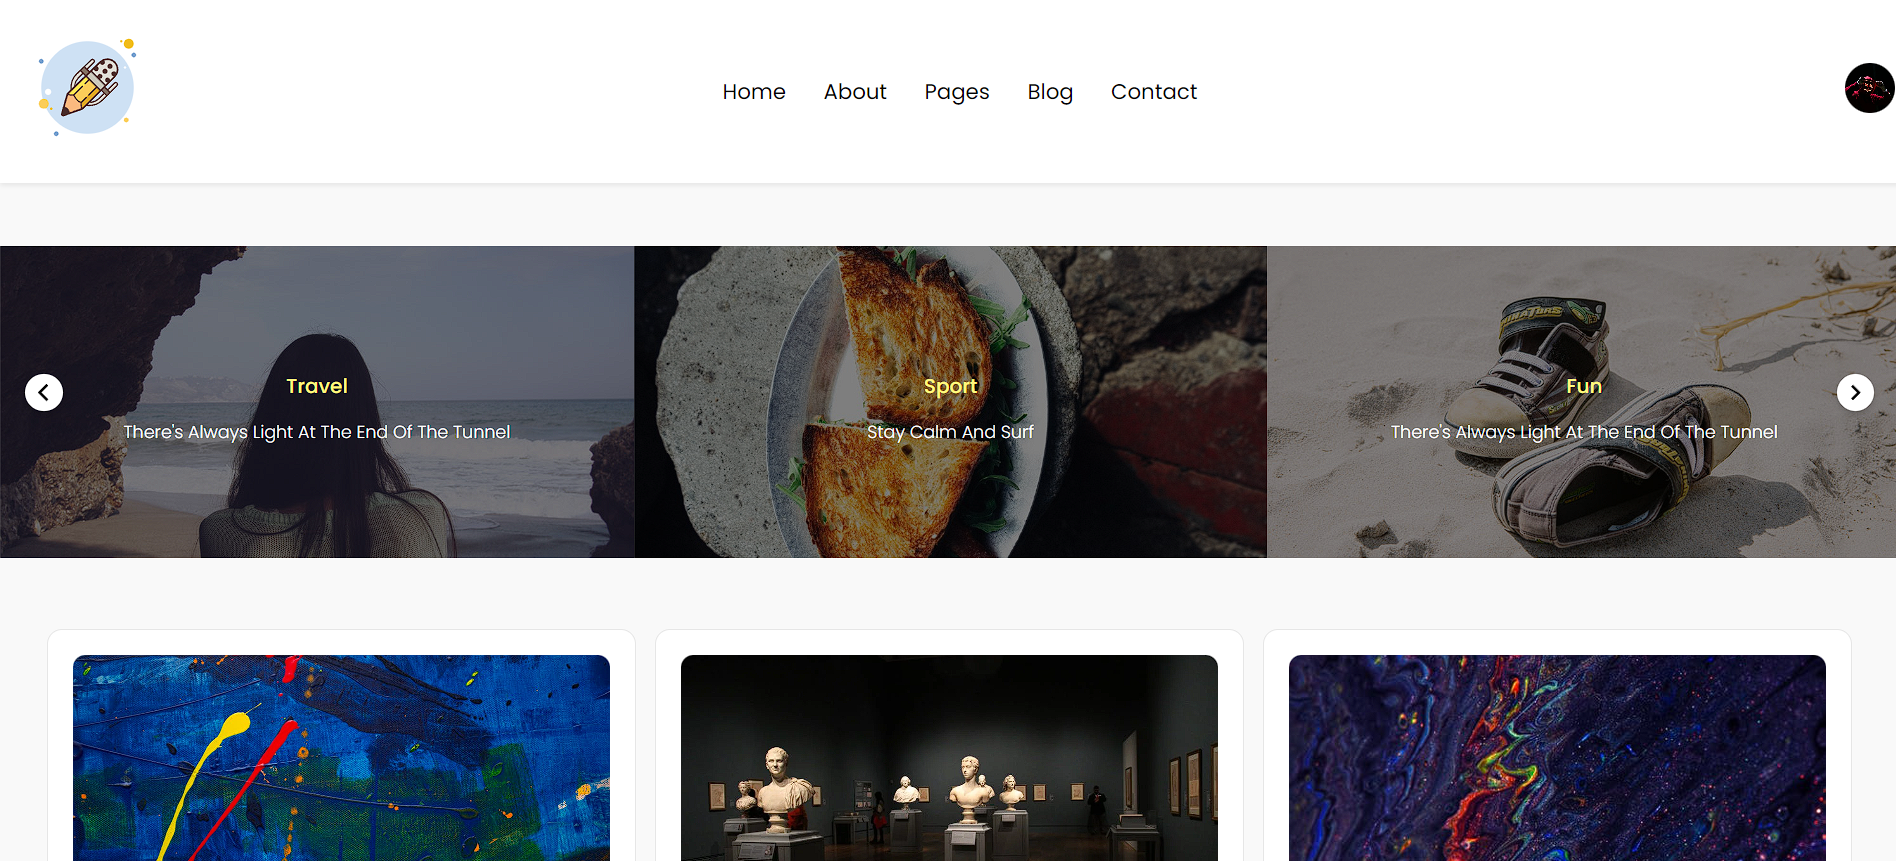 Home About Pages Blog Contact
Travel
There's Always Light At The End Of The Tunnel
Sport
Stay Calm And Surf
Fun
There's Always Light At The End Of The Tunnel